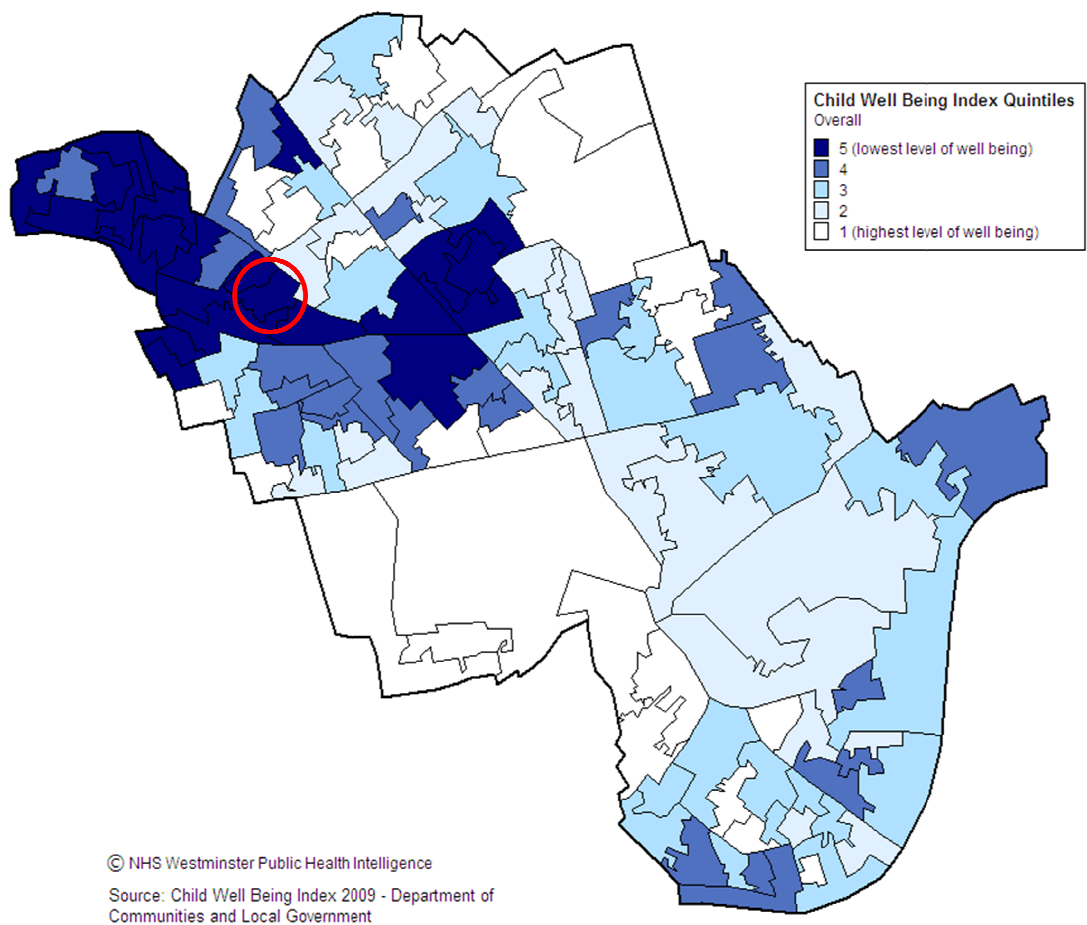 Child Well Being Index Quintiles
Overall
5 (lowest level of well being)
4
3
2
1 (highest level of well being)
© NHS Westminster Public Health Intelligence
Source: Child Well Being Index 2009 - Department of
Communities and Local Government